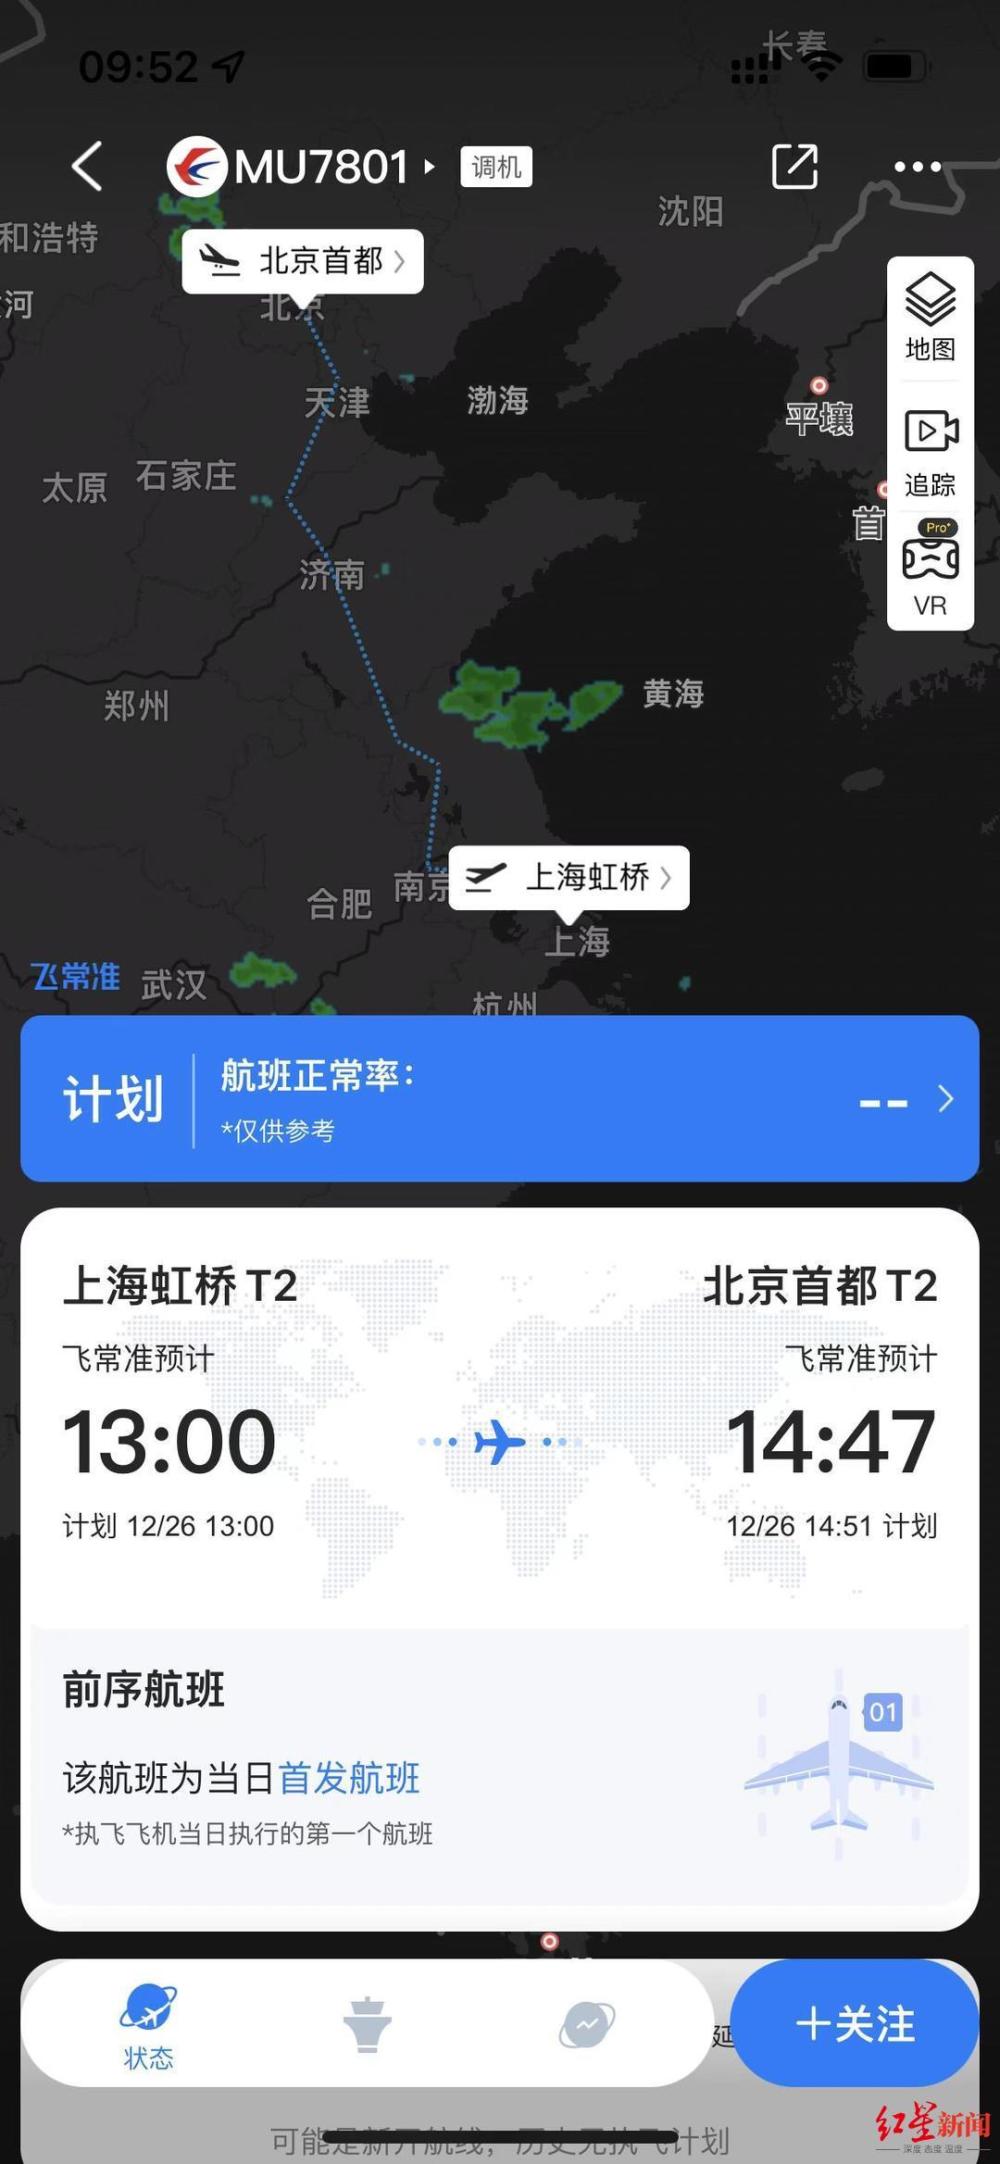 09:52
长春
MU7801
调机
沈阳
和浩特
北京首都
河
北京
地图
天津
渤海
平壤
石家庄
太原
追踪
首
Pro+
VR
济南
黄海
郑州
上海虹桥
南京
合肥
上海
飞常准
武汉
杭州
计划
航班正常率：
*仅供参考
--
上海虹桥 T2
北京首都 T2
飞常准预计
飞常准预计
13:00
14:47
计划 12/26 13:00
12/26 14:51 计划
前序航班
01
该航班为当日首发航班
*执飞飞机当日执行的第一个航班
状态
延
+关注
可能是新开航线，历史无执飞计划
红星新闻
深度 态度 温度